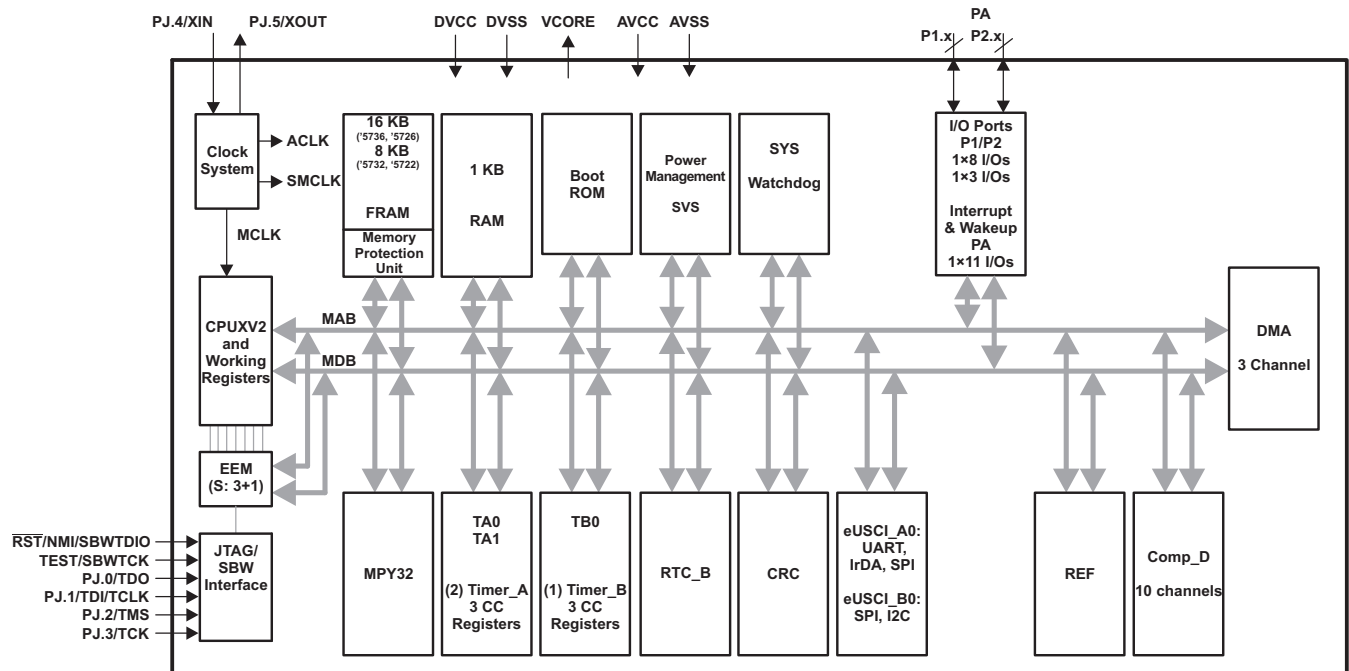 PJ.4/XIN
PJ.5/XOUT
DVCC
DVSS
VCORE
AVCC
AVSS
PA
P1.x
P2.x
Clock
System
ACLK
SMCLK
MCLK
16 KB
('5736, '5726)
8 KB
('5732, '5722)
FRAM
Memory
Protection
Unit
1 KB
RAM
Boot
ROM
Power
Management
SVS
SYS
Watchdog
I/O Ports
P1/P2
1×8 I/Os
1×3 I/Os
Interrupt
& Wakeup
PA
1×11 I/Os
CPUXV2
and
Working
Registers
MAB
MDB
DMA
3 Channel
EEM
(S: 3+1)
RST/NMI/SBWTDIO
TEST/SBWTCK
PJ.0/TDO
PJ.1/TDI/TCLK
PJ.2/TMS
PJ.3/TCK
JTAG/
SBW
Interface
MPY32
TA0
TA1
(2) Timer_A
3 CC
Registers
TB0
(1) Timer_B
3 CC
Registers
RTC_B
CRC
eUSCI_A0:
UART,
IrDA, SPI
eUSCI_B0:
SPI, I2C
REF
Comp_D
10 channels